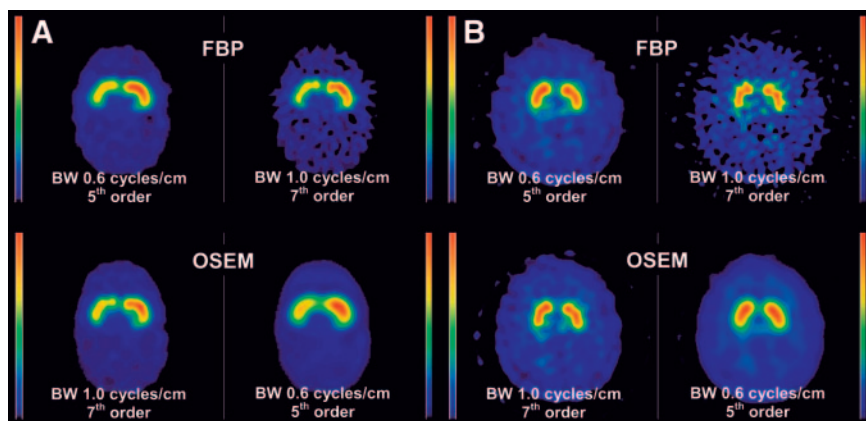 A
FBP
BW 0.6 cycles/cm
5th order
BW 1.0 cycles/cm
7th order
OSEM
BW 1.0 cycles/cm
7th order
BW 0.6 cycles/cm
5th order
B
FBP
BW 0.6 cycles/cm
5th order
BW 1.0 cycles/cm
7th order
OSEM
BW 1.0 cycles/cm
7th order
BW 0.6 cycles/cm
5th order